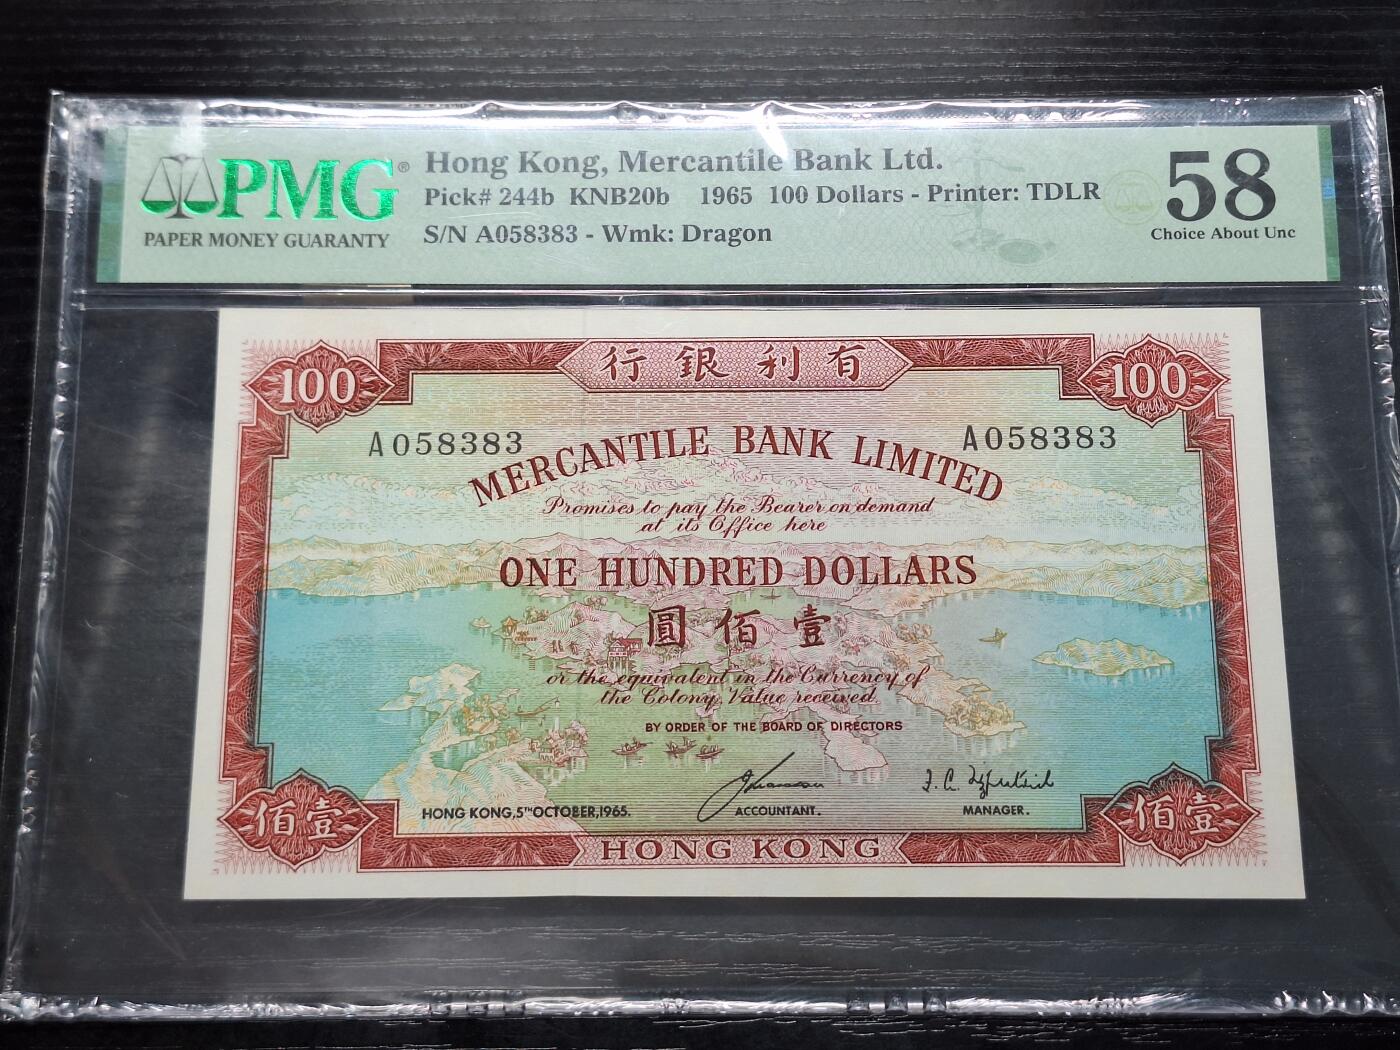 PMG®
PAPER MONEY GUARANTY
Hong Kong, Mercantile Bank Ltd.
Pick# 244b KNB20b 1965 100 Dollars - Printer: TDLR
S/N A058383 - Wmk: Dragon
58
Choice About Unc
行銀利有
100
100
A058383
A058383
MERCANTILE BANK LIMITED
Promises to pay the Bearer on demand
at its Office here
ONE HUNDRED DOLLARS
圓佰壹
or the equivalent in the Currency of
the Colony, Value received.
BY ORDER OF THE BOARD OF DIRECTORS
HONG KONG, 5TH OCTOBER, 1965.
ACCOUNTANT.
MANAGER.
佰壹
佰壹
HONG KONG